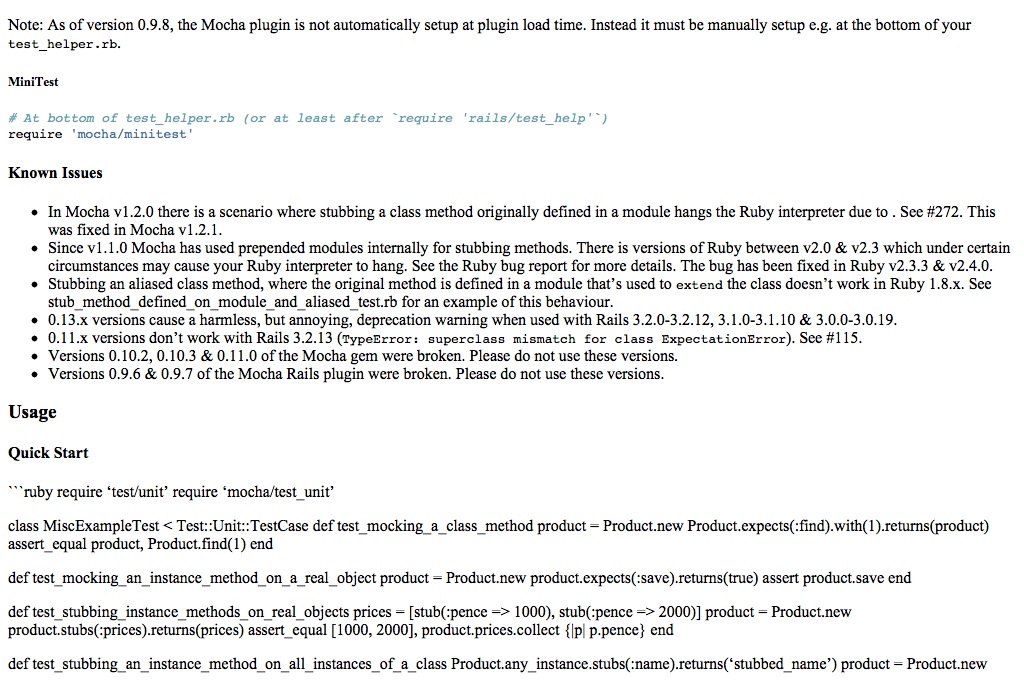 Note: As of version 0.9.8, the Mocha plugin is not automatically setup at plugin load time. Instead it must be manually setup e.g. at the bottom of your
test_helper.rb.
MiniTest
# At bottom of test_helper.rb (or at least after `require 'rails/test_help'`)
require 'mocha/minitest'
Known Issues
• In Mocha v1.2.0 there is a scenario where stubbing a class method originally defined in a module hangs the Ruby interpreter due to . See #272. This
was fixed in Mocha v1.2.1.
• Since v1.1.0 Mocha has used prepended modules internally for stubbing methods. There is versions of Ruby between v2.0 & v2.3 which under certain
circumstances may cause your Ruby interpreter to hang. See the Ruby bug report for more details. The bug has been fixed in Ruby v2.3.3 & v2.4.0.
• Stubbing an aliased class method, where the original method is defined in a module that’s used to extend the class doesn’t work in Ruby 1.8.x. See
stub_method_defined_on_module_and_aliased_test.rb for an example of this behaviour.
• 0.13.x versions cause a harmless, but annoying, deprecation warning when used with Rails 3.2.0-3.2.12, 3.1.0-3.1.10 & 3.0.0-3.0.19.
• 0.11.x versions don’t work with Rails 3.2.13 (TypeError: superclass mismatch for class ExpectationError). See #115.
• Versions 0.10.2, 0.10.3 & 0.11.0 of the Mocha gem were broken. Please do not use these versions.
• Versions 0.9.6 & 0.9.7 of the Mocha Rails plugin were broken. Please do not use these versions.
Usage
Quick Start
```ruby require ‘test/unit’ require ‘mocha/test_unit’
class MiscExampleTest < Test::Unit::TestCase def test_mocking_a_class_method product = Product.new Product.expects(:find).with(1).returns(product)
assert_equal product, Product.find(1) end
def test_mocking_an_instance_method_on_a_real_object product = Product.new product.expects(:save).returns(true) assert product.save end
def test_stubbing_instance_methods_on_real_objects prices = [stub(:pence => 1000), stub(:pence => 2000)] product = Product.new
product.stubs(:prices).returns(prices) assert_equal [1000, 2000], product.prices.collect {|p| p.pence} end
def test_stubbing_an_instance_method_on_all_instances_of_a_class Product.any_instance.stubs(:name).returns(‘stubbed_name’) product = Product.new